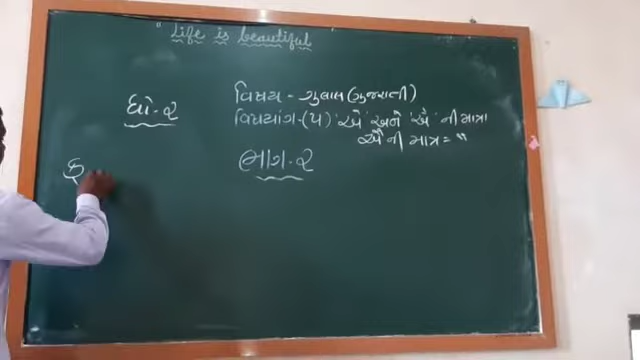 "Life is beautiful
ધો-૨
વિષય - ગુલાલ (ગુજરાતી)
વિષયાંગ-(૫) 'એ' અને 'ઐ' ની માત્રા
ઐ ની માત્રા = "
ભાગ-૨